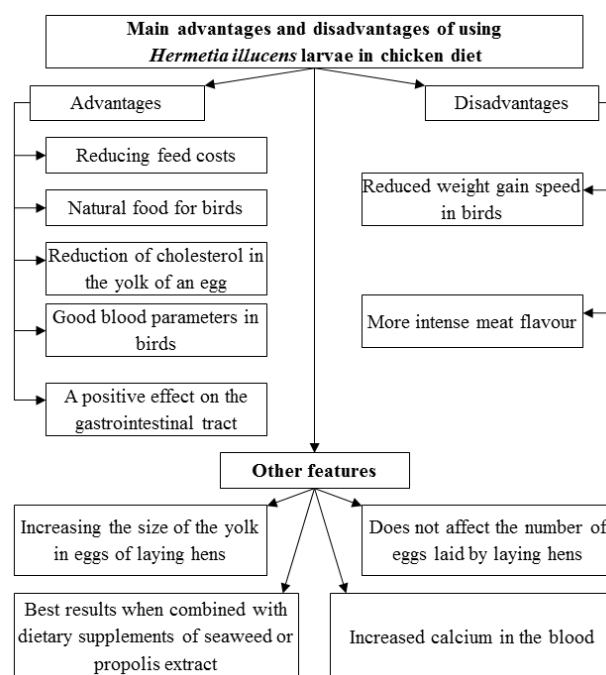 Main advantages and disadvantages of using
Hermetia illucens larvae in chicken diet
Advantages
Disadvantages
Reducing feed costs
Natural food for birds
Reduction of cholesterol in
the yolk of an egg
Good blood parameters in
birds
A positive effect on the
gastrointestinal tract
Reduced weight gain speed
in birds
More intense meat flavour
Other features
Increasing the size of the yolk
in eggs of laying hens
Does not affect the number of
eggs laid by laying hens
Best results when combined with
dietary supplements of seaweed or
propolis extract
Increased calcium in the blood